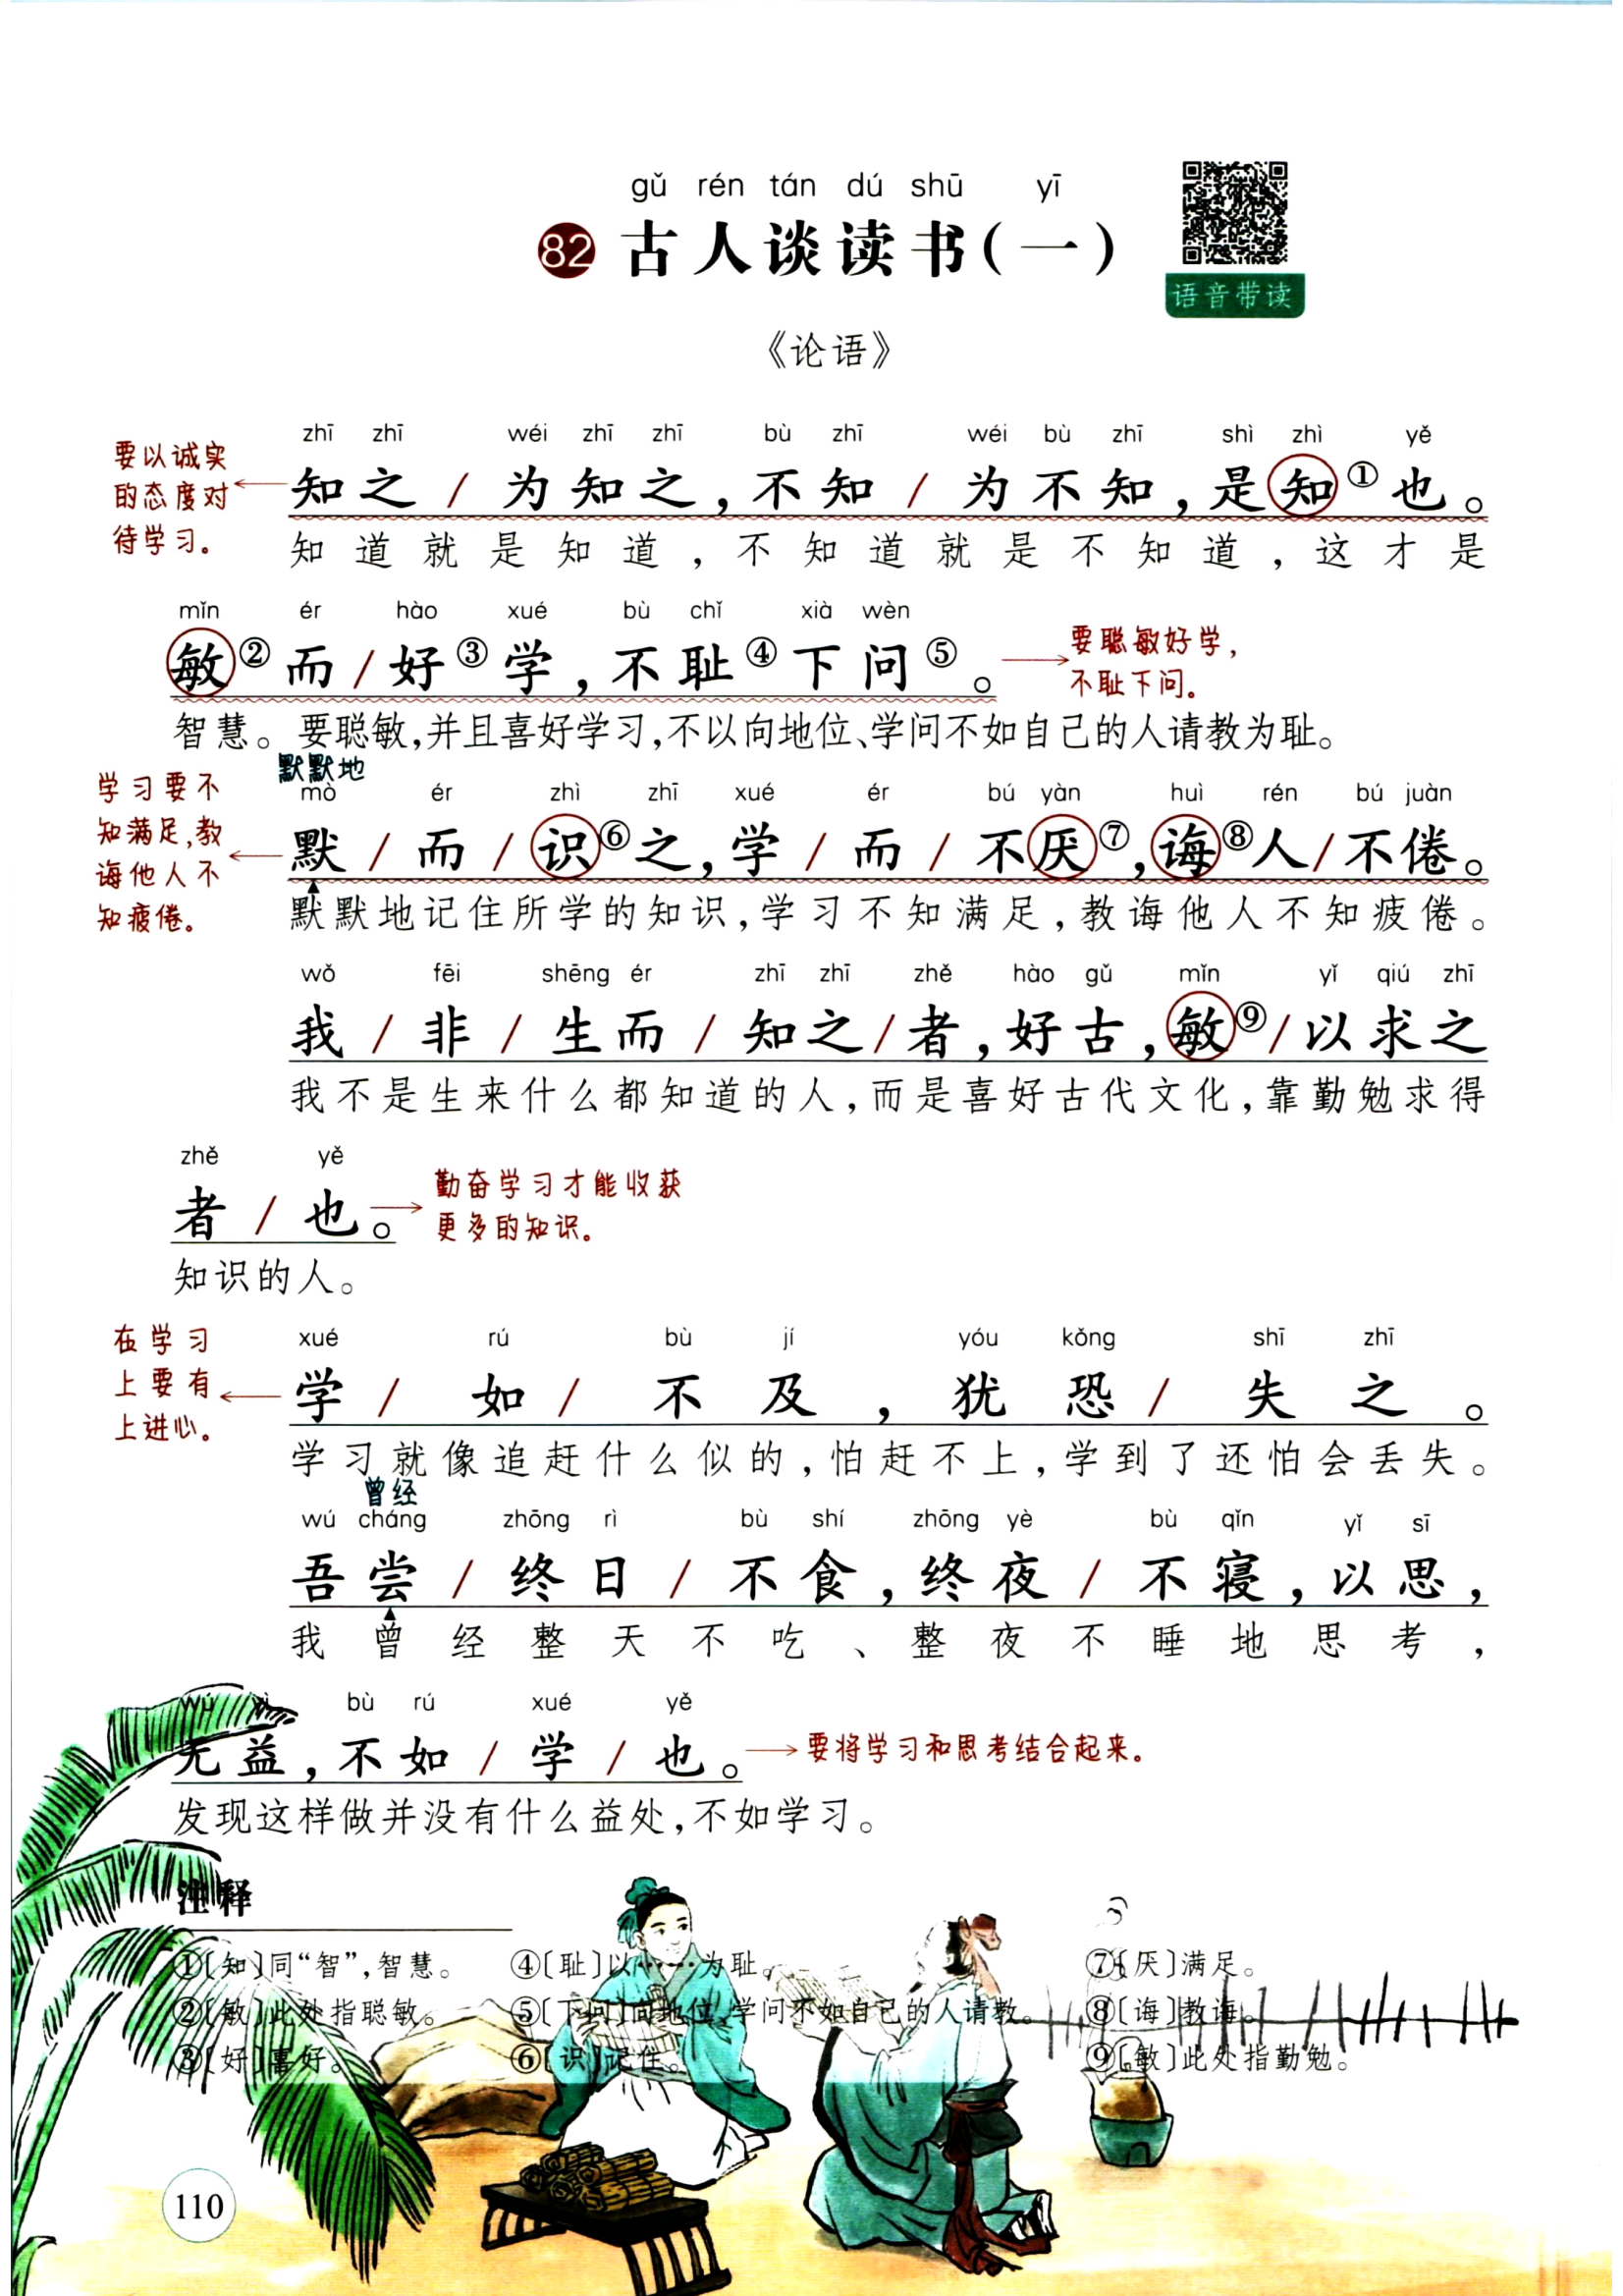 gǔ rén tán dú shū yī
82 古人谈读书(一)
语音带读
《论语》
zhī zhī wéi zhī zhī bù zhī wéi bù zhī shì zhì yě
要以诚实的态度对待学习。
知之/为知之,不知/为不知,是知①也。
知道就是知道,不知道就是不知道,这才是
mǐn ér hào xué bù chǐ xià wèn
敏②而/好③学,不耻④下问⑤。
要聪敏好学,
不耻下问。
智慧。要聪敏,并且喜好学习,不以向地位、学问不如自己的人请教为耻。
默默地
mò ér zhì zhī xué ér bú yàn huì rén bú juàn
学习要不
知满足,教
诲他人不
知疲倦。
默/而/识⑥之,学/而/不厌⑦,诲⑧人/不倦。
默默地记住所学的知识,学习不知满足,教诲他人不知疲倦。
wǒ fēi shēng ér zhī zhī zhě hào gǔ mǐn yǐ qiú zhī
我/非/生而/知之/者,好古,敏⑨/以求之
我不是生来什么都知道的人,而是喜好古代文化,靠勤勉求得
zhě yě
者/也。
勤奋学习才能收获
更多的知识。
知识的人。
xué rú bù jí yóu kǒng shī zhī
在学习
上要有
上进心。
学/如/不及,犹恐/失之。
学习就像追赶什么似的,怕赶不上,学到了还怕会丢失。
曾经
wú cháng zhōng rì bù shí zhōng yè bù qǐn yǐ sī
吾尝/终日/不食,终夜/不寝,以思,
我曾经整天不吃、整夜不睡地思考,
wú yì bù rú xué yě
无益,不如/学/也。
要将学习和思考结合起来。
发现这样做并没有什么益处,不如学习。
注释
①〔知〕同“智”,智慧。 ④〔耻〕以……为耻。 ⑦〔厌〕满足。
②〔敏〕此处指聪敏。 ⑤〔下问〕向地位、学问不如自己的人请教。 ⑧〔诲〕教诲。
③〔好〕喜好。 ⑥〔识〕记住。 ⑨〔敏〕此处指勤勉。
110